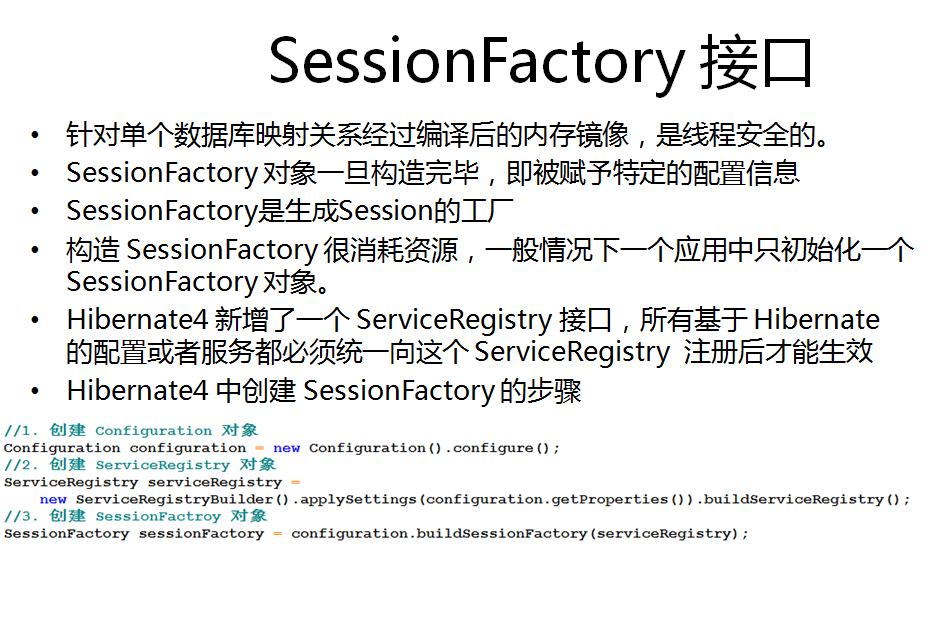 SessionFactory 接口
• 针对单个数据库映射关系经过编译后的内存镜像，是线程安全的。
• SessionFactory 对象一旦构造完毕，即被赋予特定的配置信息
• SessionFactory是生成Session的工厂
• 构造 SessionFactory 很消耗资源，一般情况下一个应用中只初始化一个
SessionFactory 对象。
• Hibernate4 新增了一个 ServiceRegistry 接口，所有基于 Hibernate
的配置或者服务都必须统一向这个 ServiceRegistry 注册后才能生效
• Hibernate4 中创建 SessionFactory 的步骤
//1. 创建 Configuration 对象
Configuration configuration = new Configuration().configure();
//2. 创建 ServiceRegistry 对象
ServiceRegistry serviceRegistry =
new ServiceRegistryBuilder().applySettings(configuration.getProperties()).buildServiceRegistry();
//3. 创建 SessionFactroy 对象
SessionFactory sessionFactory = configuration.buildSessionFactory(serviceRegistry);